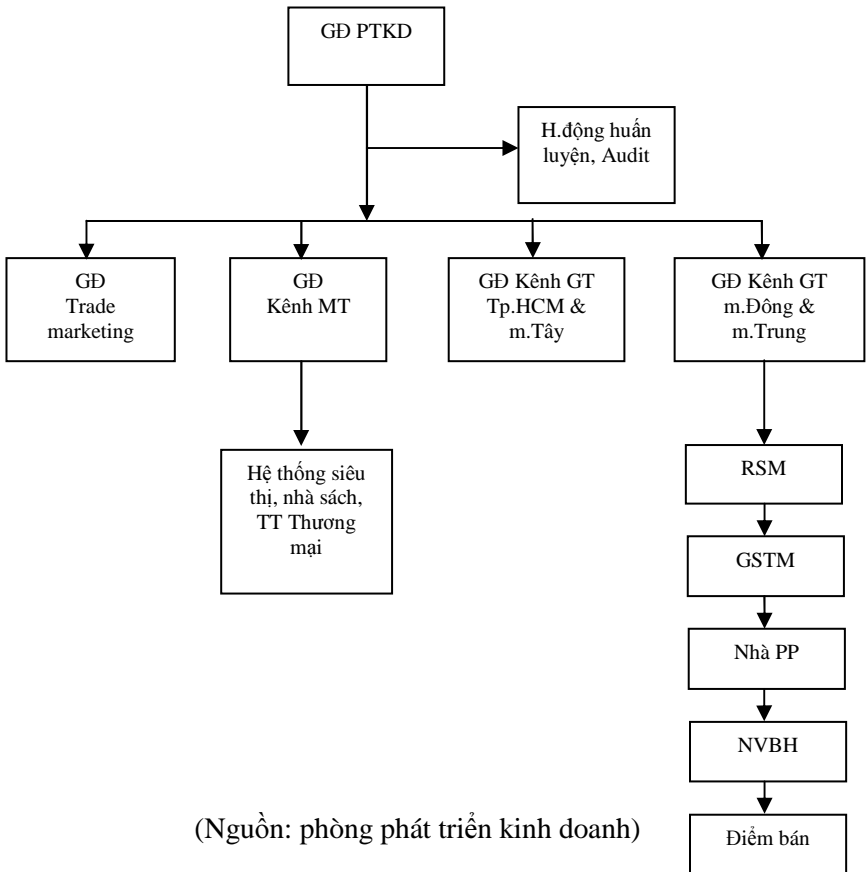 GĐ PTKD
H.động huấn
luyện, Audit
GĐ
Trade
marketing
GĐ
Kênh MT
GĐ Kênh GT
Tp.HCM &
m.Tây
GĐ Kênh GT
m.Đông &
m.Trung
Hệ thống siêu
thị, nhà sách,
TT Thương
mại
RSM
GSTM
Nhà PP
NVBH
Điểm bán
(Nguồn: phòng phát triển kinh doanh)